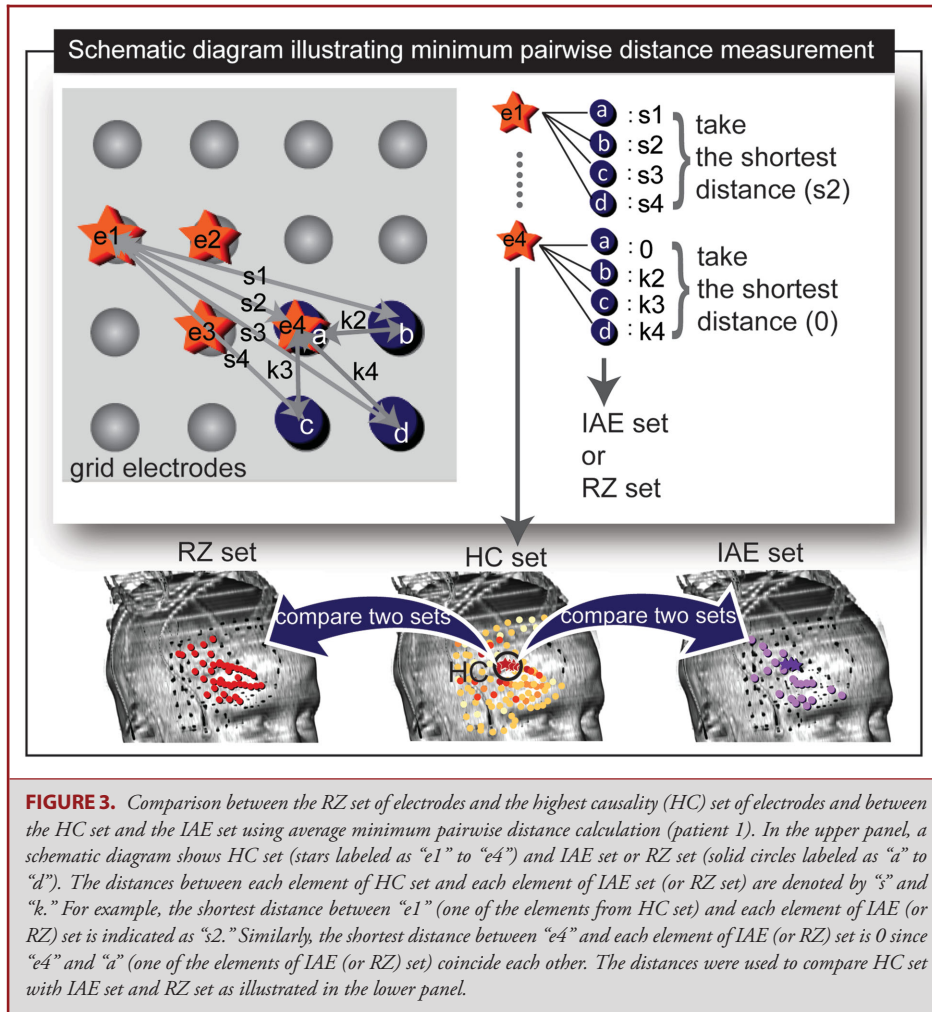 Schematic diagram illustrating minimum pairwise distance measurement
e1
e2
s1
s2
e3
s3
e4
a
k2
b
s4
k3
k4
c
d
grid electrodes
e1
a : s1
b : s2
c : s3
d : s4
take
the shortest
distance (s2)
e4
a : 0
b : k2
c : k3
d : k4
take
the shortest
distance (0)
IAE set
or
RZ set
RZ set
HC set
IAE set
compare two sets
compare two sets
HC
FIGURE 3. Comparison between the RZ set of electrodes and the highest causality (HC) set of electrodes and between
the HC set and the IAE set using average minimum pairwise distance calculation (patient 1). In the upper panel, a
schematic diagram shows HC set (stars labeled as “e1” to “e4”) and IAE set or RZ set (solid circles labeled as “a” to
“d”). The distances between each element of HC set and each element of IAE set (or RZ set) are denoted by “s” and
“k.” For example, the shortest distance between “e1” (one of the elements from HC set) and each element of IAE (or
RZ) set is indicated as “s2.” Similarly, the shortest distance between “e4” and each element of IAE (or RZ) set is 0 since
“e4” and “a” (one of the elements of IAE (or RZ) set) coincide each other. The distances were used to compare HC set
with IAE set and RZ set as illustrated in the lower panel.